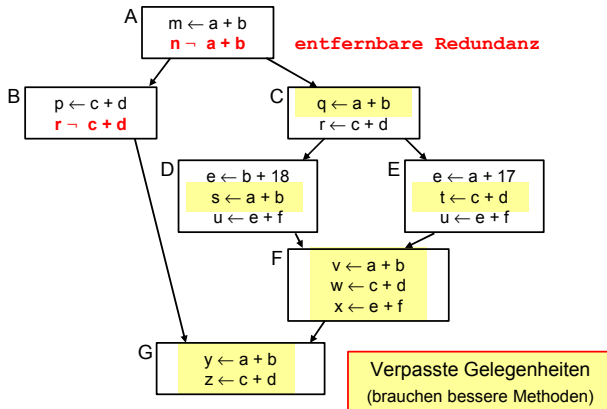 A
m ← a + b
n ¬ a + b
entfernbare Redundanz
B
p ← c + d
r ¬ c + d
C
q ← a + b
r ← c + d
D
e ← b + 18
s ← a + b
u ← e + f
E
e ← a + 17
t ← c + d
u ← e + f
F
v ← a + b
w ← c + d
x ← e + f
G
y ← a + b
z ← c + d
Verpasste Gelegenheiten
(brauchen bessere Methoden)